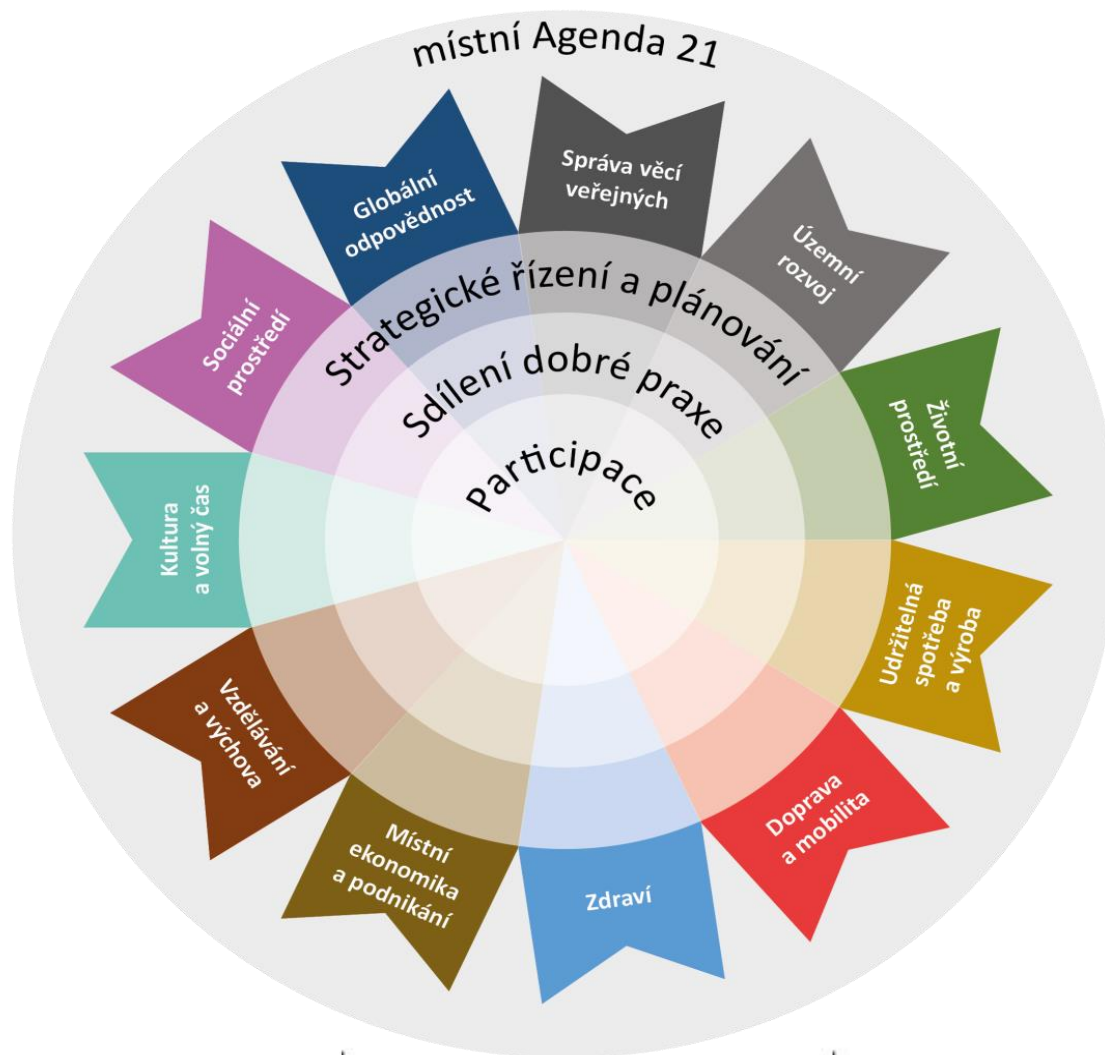 místní Agenda 21
Správa věcí
veřejných
Územní
rozvoj
Životní
prostředí
Udržitelná
spotřeba
a výroba
Doprava
a mobilita
Zdraví
Místní
ekonomika
a podnikání
Vzdělávání
a výchova
Kultura
a volný čas
Sociální
prostředí
Globální
odpovědnost
Strategické řízení a plánování
Sdílení dobré praxe
Participace